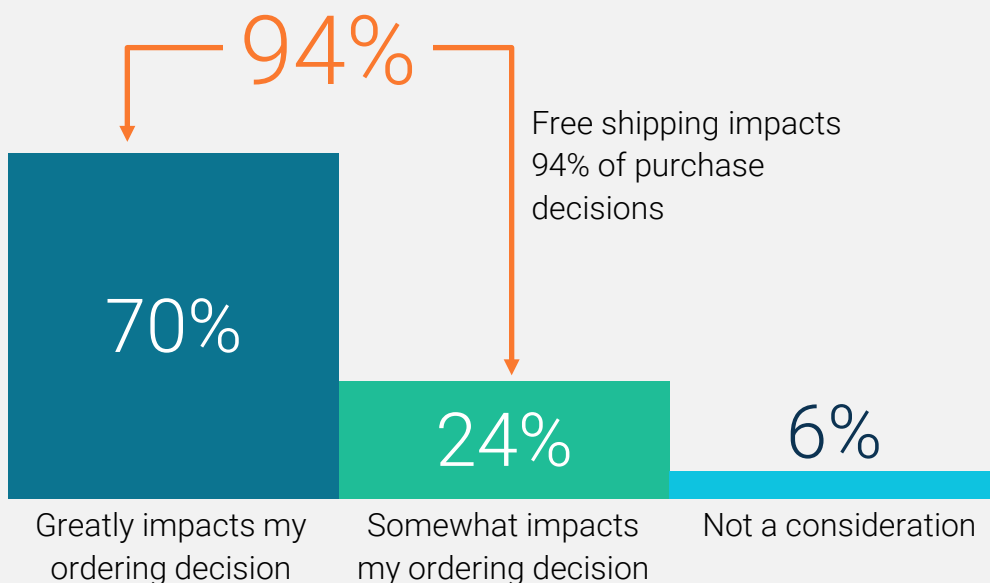 94%
Free shipping impacts
94% of purchase
decisions
70%
24%
6%
Greatly impacts my
ordering decision
Somewhat impacts
my ordering decision
Not a consideration